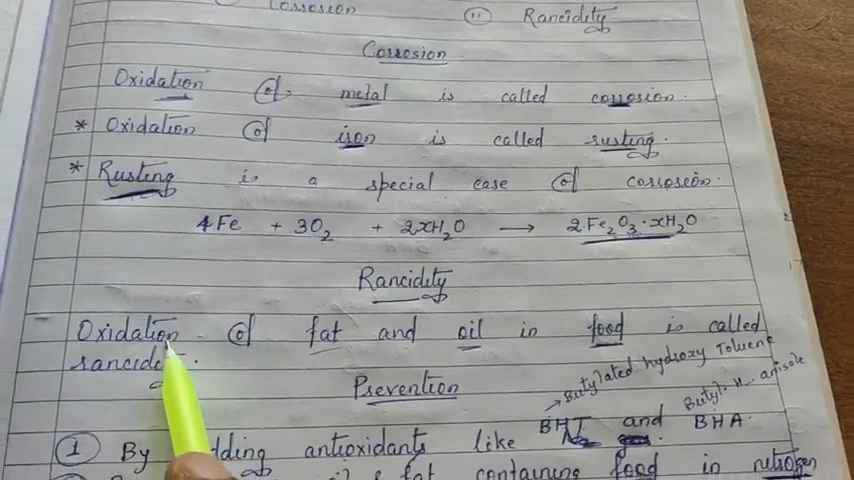 Corrosion (ii) Rancidity
Corrosion
Oxidation of metal is called corrosion.
* Oxidation of iron is called rusting.
* Rusting is a special case of corrosion.
4Fe + 3O₂ + 2xH₂O → 2Fe₂O₃·xH₂O
Rancidity
Oxidation of fat and oil in food is called
Prevention
→ Butylated hydroxy Toluene
Butyl. H.. anisole
① By adding antioxidants like BHT and BHA.
fat containing food in nitrogen